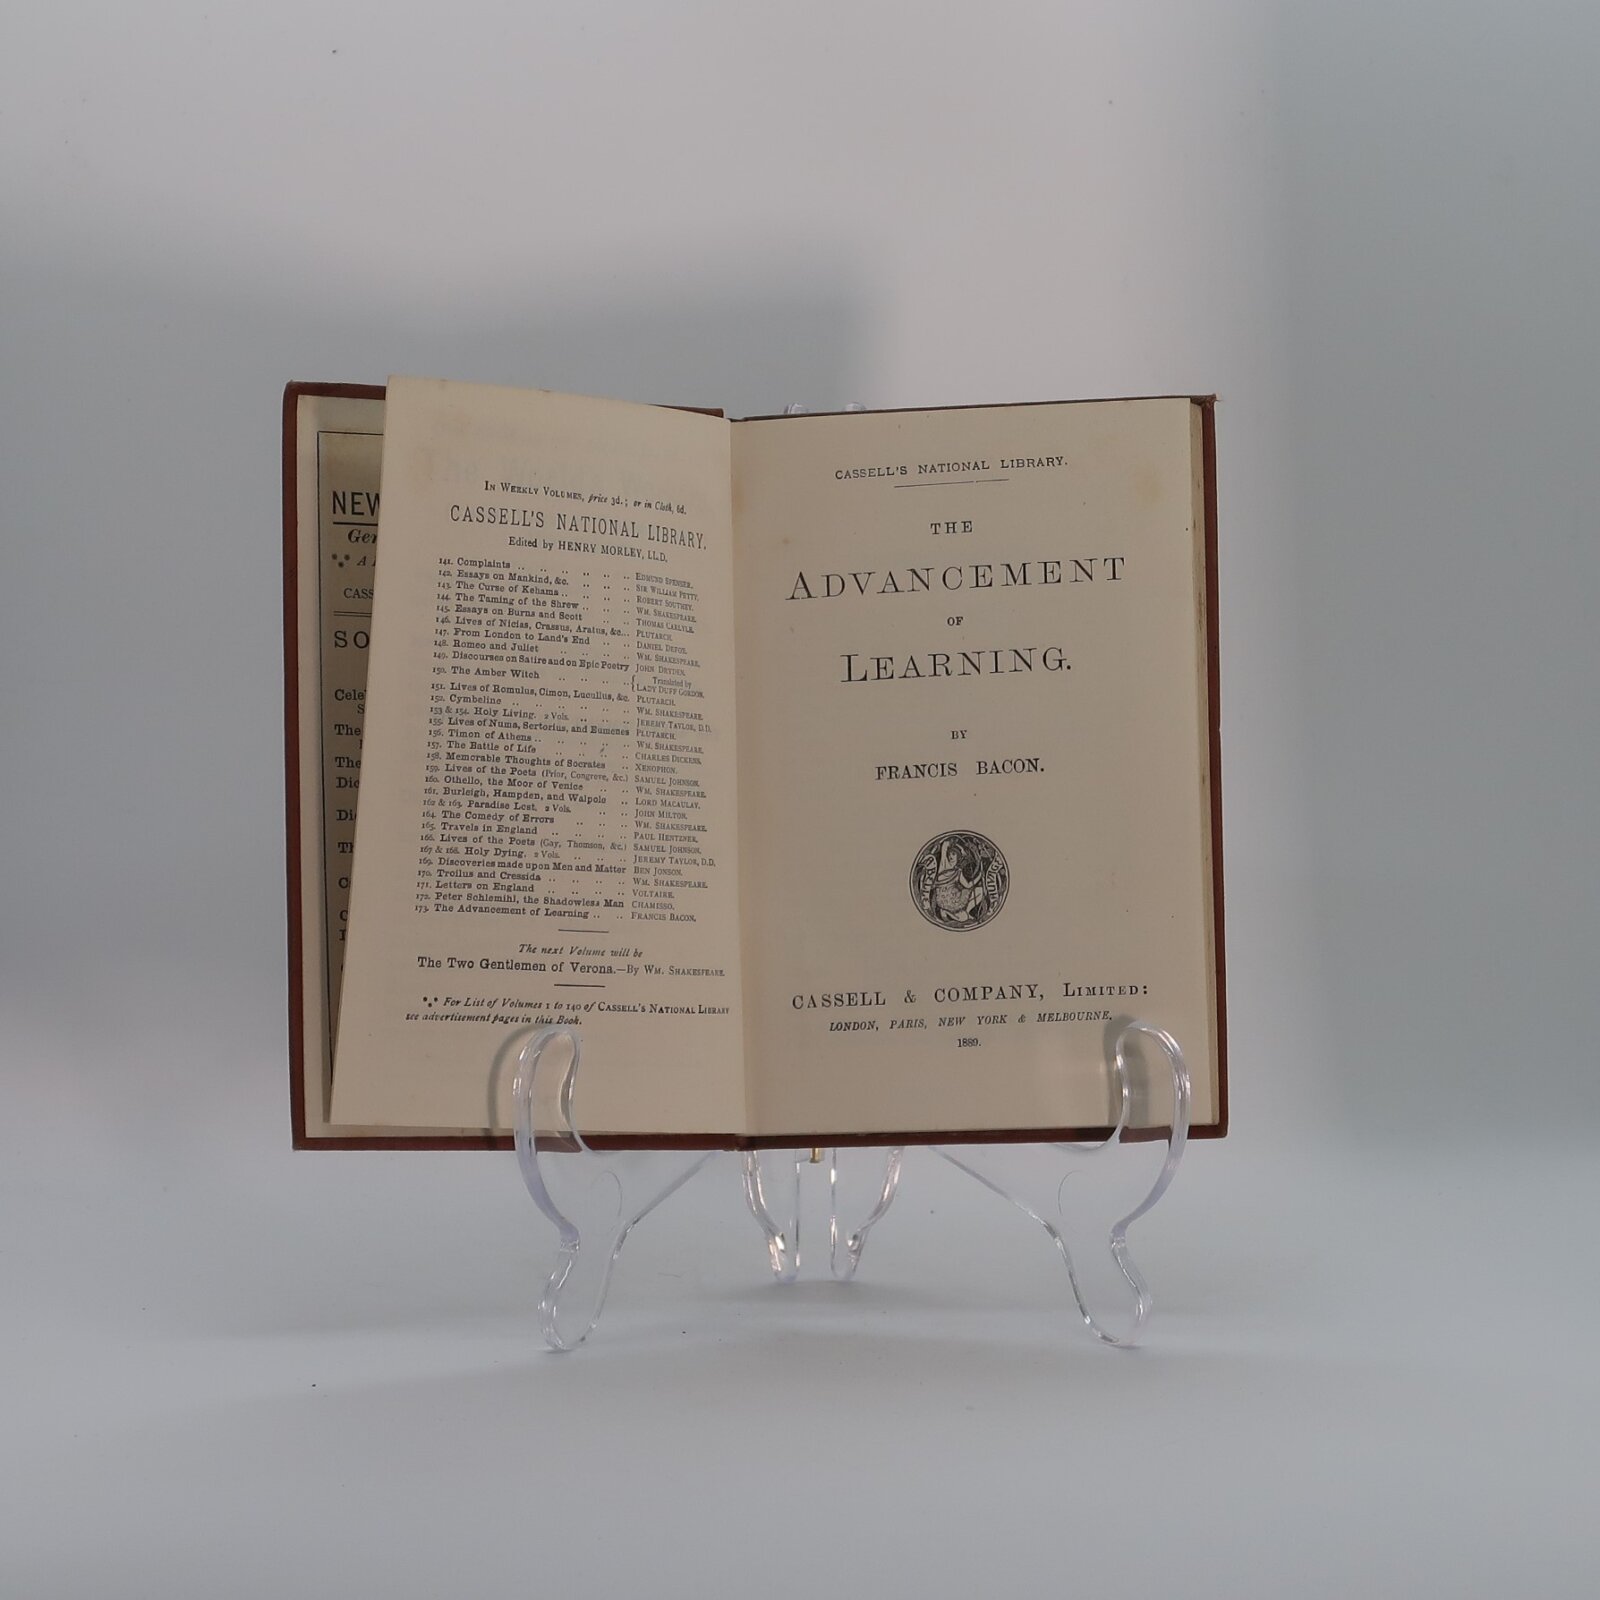 NEW
Ger
A
CASS
SO
Cele
S
The
The
Dic
Di
T
C
C
In Weekly Volumes, price 3d.; or in Cloth, 6d.
CASSELL'S NATIONAL LIBRARY.
Edited by HENRY MORLEY, LL.D.
141. Complaints .. .. .. .. .. .. Edmund Spenser.
142. Essays on Mankind, &c. .. .. .. Sir William Petty.
143. The Curse of Kehama .. .. .. .. Robert Southey.
144. The Taming of the Shrew .. .. .. Wm. Shakespeare.
145. Essays on Burns and Scott .. .. Thomas Carlyle.
146. Lives of Nicias, Crassus, Aratus, &c... Plutarch.
147. From London to Land's End .. .. Daniel Defoe.
148. Romeo and Juliet .. .. .. .. Wm. Shakespeare.
149. Discourses on Satire and on Epic Poetry John Dryden.
150. The Amber Witch .. .. .. .. { Translated by Lady Duff Gordon.
151. Lives of Romulus, Cimon, Lucullus, &c. Plutarch.
152. Cymbeline .. .. .. .. .. .. Wm. Shakespeare.
153 & 154. Holy Living. 2 Vols. .. .. .. Jeremy Taylor, D.D.
155. Lives of Numa, Sertorius, and Eumenes Plutarch.
156. Timon of Athens .. .. .. .. .. Wm. Shakespeare.
157. The Battle of Life .. .. .. .. Charles Dickens.
158. Memorable Thoughts of Socrates .. Xenophon.
159. Lives of the Poets (Prior, Congreve, &c.) Samuel Johnson.
160. Othello, the Moor of Venice .. .. Wm. Shakespeare.
161. Burleigh, Hampden, and Walpole .. Lord Macaulay.
162 & 163. Paradise Lost. 2 Vols. .. .. John Milton.
164. The Comedy of Errors .. .. .. Wm. Shakespeare.
165. Travels in England .. .. .. .. Paul Hentzner.
166. Lives of the Poets (Gay, Thomson, &c.) Samuel Johnson.
167 & 168. Holy Dying. 2 Vols. .. .. .. Jeremy Taylor, D.D.
169. Discoveries made upon Men and Matter Ben Jonson.
170. Troilus and Cressida .. .. .. .. Wm. Shakespeare.
171. Letters on England .. .. .. .. Voltaire.
172. Peter Schlemihl, the Shadowless Man Chamisso.
173. The Advancement of Learning .. .. Francis Bacon.
The next Volume will be
The Two Gentlemen of Verona.—By Wm. Shakespeare.
For List of Volumes 1 to 140 of Cassell's National Library
see advertisement pages in this Book.
CASSELL'S NATIONAL LIBRARY.
THE
ADVANCEMENT
OF
LEARNING.
BY
FRANCIS BACON.
CASSELL & COMPANY, Limited:
LONDON, PARIS, NEW YORK & MELBOURNE.
1889.